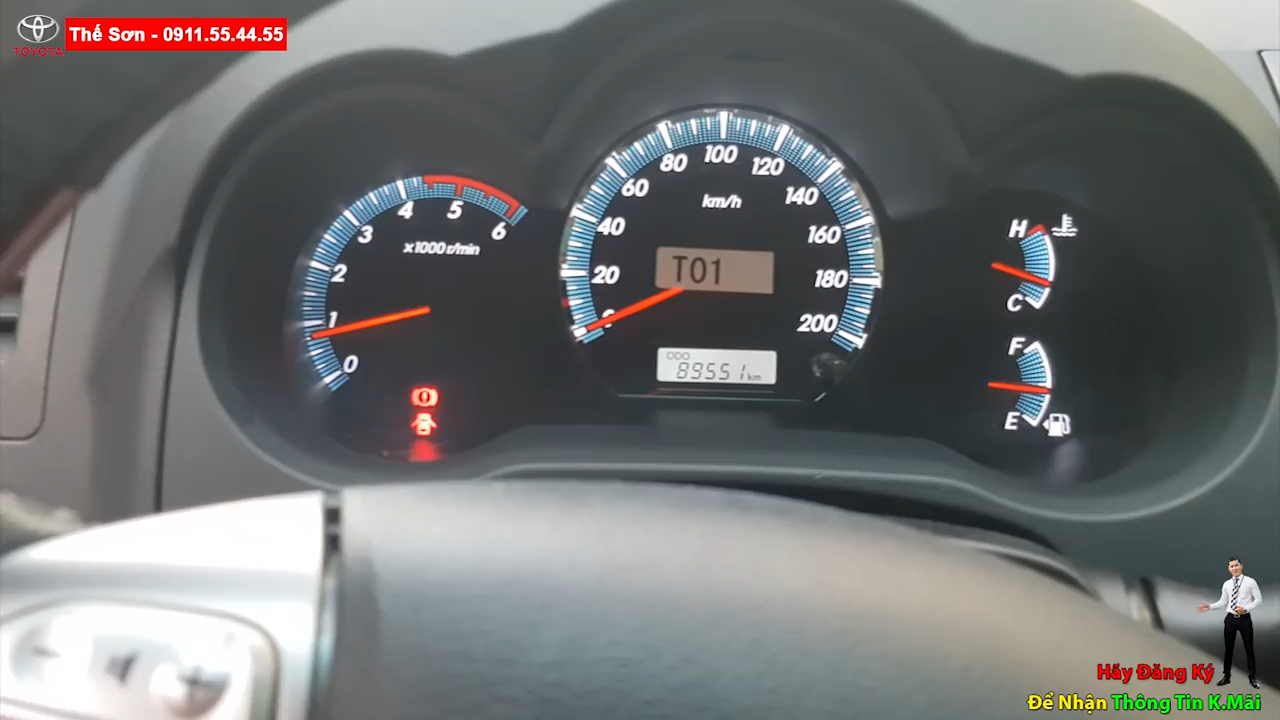 TOYOTA
Thế Sơn - 0911.55.44.55
0
1
2
3
4
5
6
x1000 r/min
0
20
40
60
80
100
120
140
160
180
200
km/h
T01
ODO
89551 km
H
C
F
E
Hãy Đăng Ký
Để Nhận Thông Tin K.Mãi